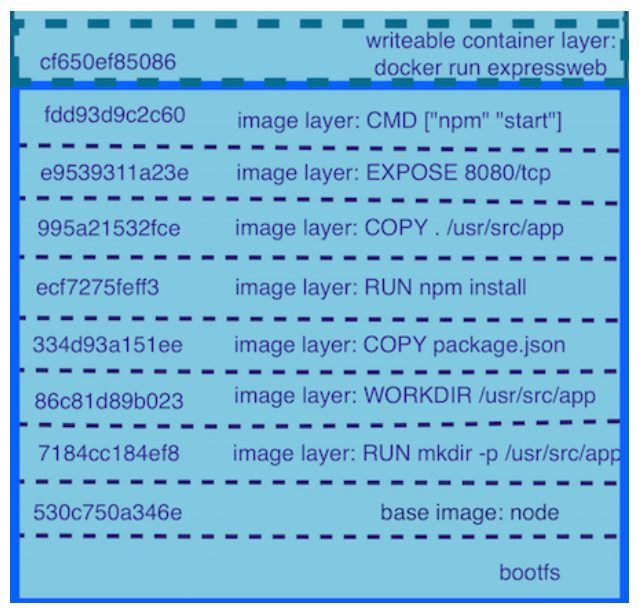 writeable container layer:
cf650ef85086 docker run expressweb
fdd93d9c2c60 image layer: CMD ["npm" "start"]
e9539311a23e image layer: EXPOSE 8080/tcp
995a21532fce image layer: COPY . /usr/src/app
ecf7275feff3 image layer: RUN npm install
334d93a151ee image layer: COPY package.json
86c81d89b023 image layer: WORKDIR /usr/src/app
7184cc184ef8 image layer: RUN mkdir -p /usr/src/app
530c750a346e base image: node
bootfs